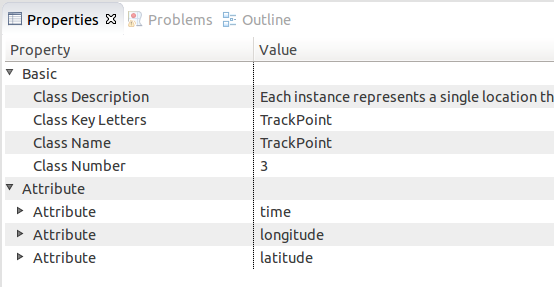 Properties Problems Outline
Property Value
Basic
Class Description Each instance represents a single location th
Class Key Letters TrackPoint
Class Name TrackPoint
Class Number 3
Attribute
Attribute time
Attribute longitude
Attribute latitude